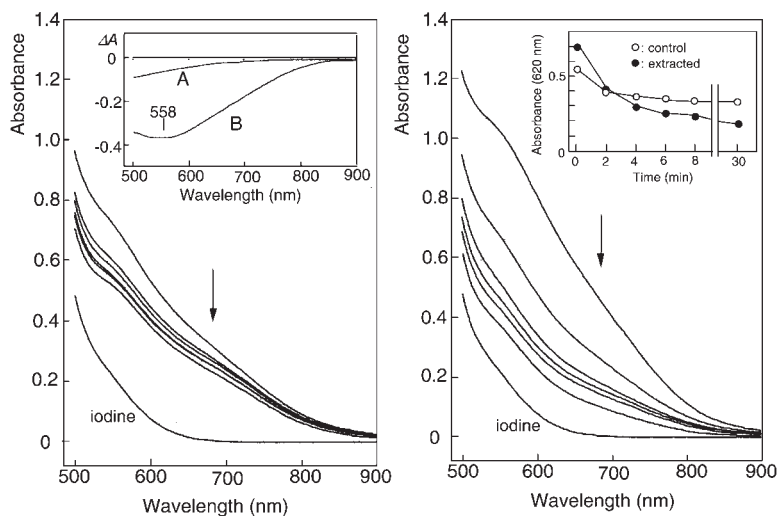 Absorbance
1.4
1.2
1.0
0.8
0.6
0.4
0.2
0
500 600 700 800 900
Wavelength (nm)
iodine
ΔA
0
-0.2
-0.4
A
B
558
500 600 700 800 900
Wavelength (nm)
Absorbance
1.4
1.2
1.0
0.8
0.6
0.4
0.2
0
500 600 700 800 900
Wavelength (nm)
iodine
Absorbance (620 nm)
0.5
0
○: control
●: extracted
0 2 4 6 8 30
Time (min)